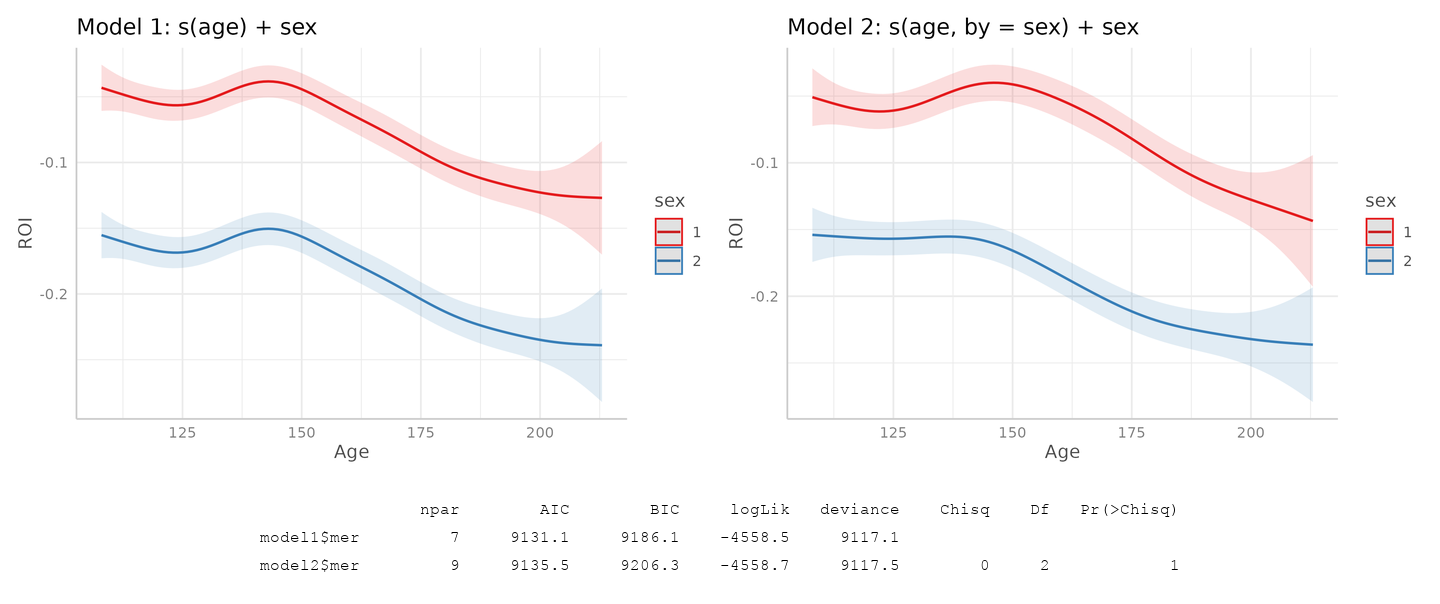 Model 1: s(age) + sex
-0.1
-0.2
ROI
125 150 175 200
Age
sex
1
2
Model 2: s(age, by = sex) + sex
-0.1
-0.2
ROI
125 150 175 200
Age
sex
1
2
npar AIC BIC logLik deviance Chisq Df Pr(>Chisq)
model1$mer 7 9131.1 9186.1 -4558.5 9117.1
model2$mer 9 9135.5 9206.3 -4558.7 9117.5 0 2 1